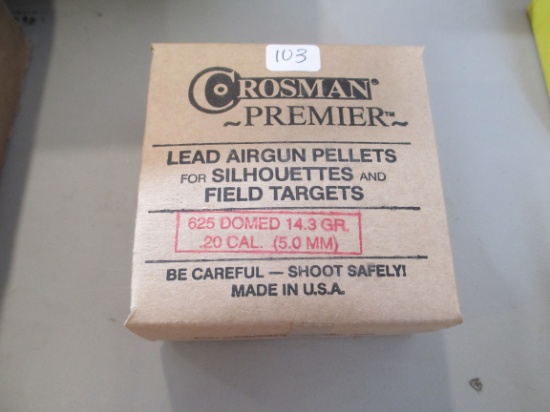 103
CROSMAN®
~PREMIER™~
LEAD AIRGUN PELLETS
FOR SILHOUETTES AND
FIELD TARGETS
625 DOMED 14.3 GR.
.20 CAL. (5.0 MM)
BE CAREFUL — SHOOT SAFELY!
MADE IN U.S.A.